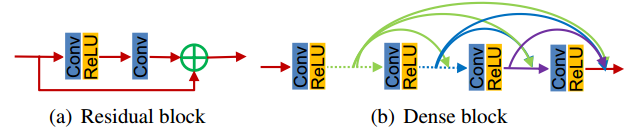 Conv
ReLU
Conv
Conv
ReLU
Conv
ReLU
Conv
ReLU
Conv
ReLU
(a) Residual block
(b) Dense block